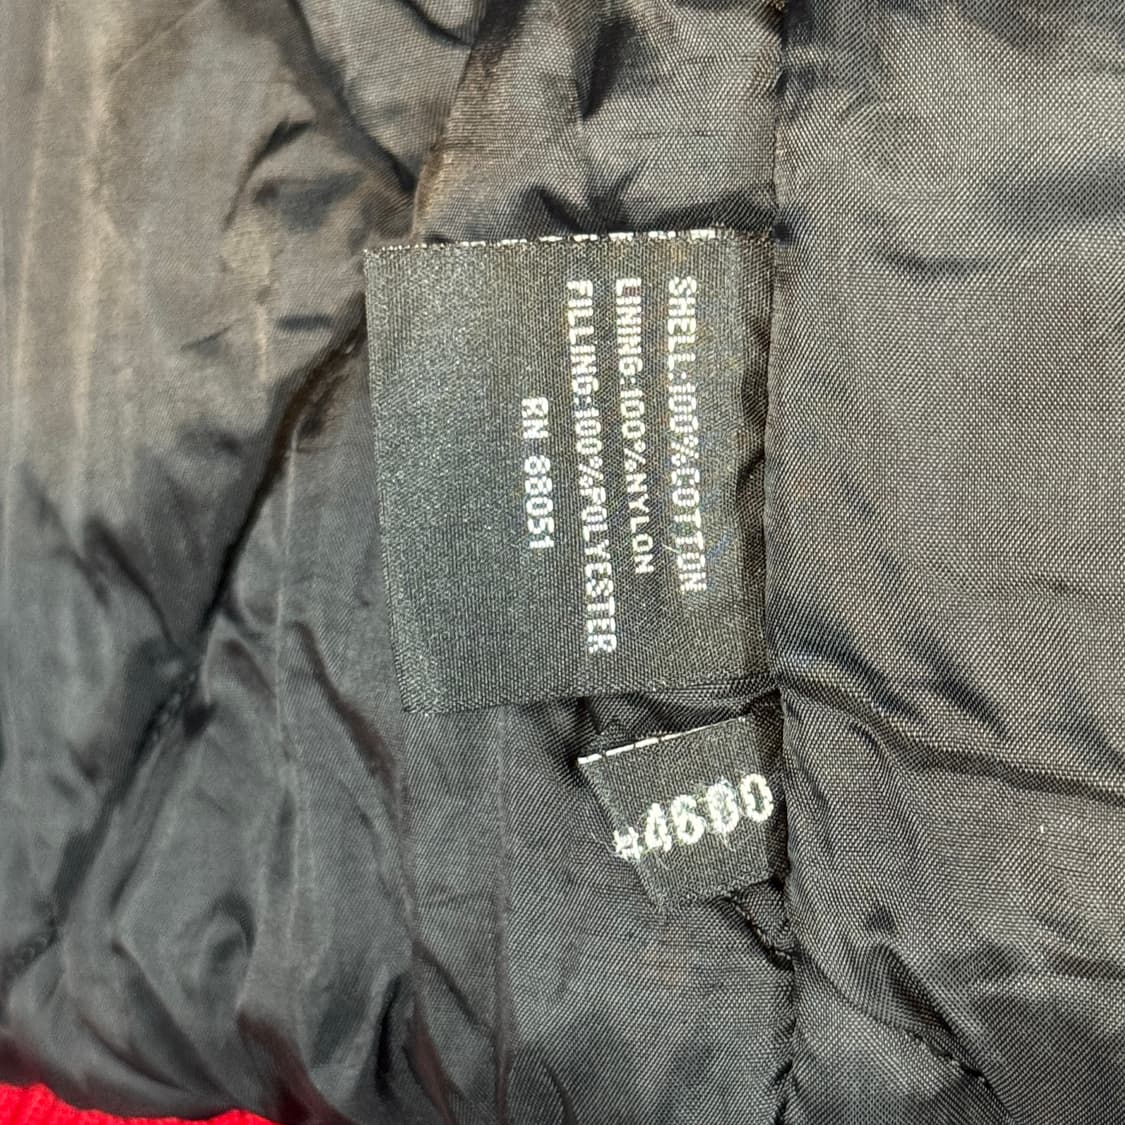 SHELL:100%COTTON
LINING:100%NYLON
FILLING:100%POLYESTER
RN 88051
#4600